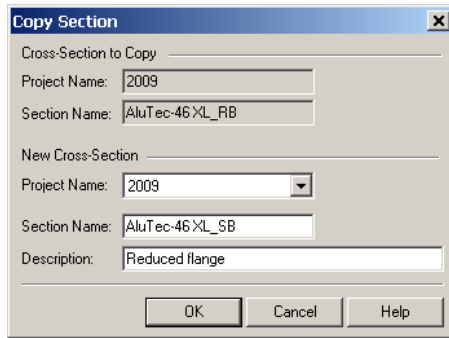 Copy Section
Cross-Section to Copy
Project Name: 2009
Section Name: AluTec-46 XL_RB
New Cross-Section
Project Name: 2009
Section Name: AluTec-46 XL_SB
Description: Reduced flange
OK Cancel Help